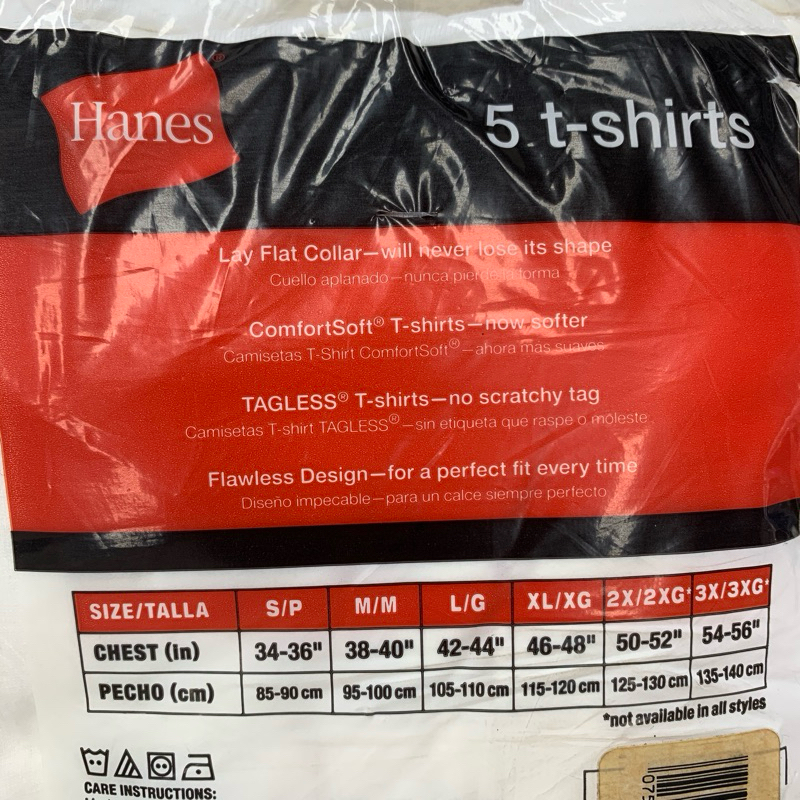 Hanes®
5 t-shirts
Lay Flat Collar—will never lose its shape
Cuello aplanado—nunca pierde la forma
ComfortSoft® T-shirts—now softer
Camisetas T-Shirt ComfortSoft®—ahora más suaves
TAGLESS® T-shirts—no scratchy tag
Camisetas T-shirt TAGLESS®—sin etiqueta que raspe o moleste
Flawless Design—for a perfect fit every time
Diseño impecable—para un calce siempre perfecto
SIZE/TALLA S/P M/M L/G XL/XG 2X/2XG* 3X/3XG*
CHEST (in) 34-36" 38-40" 42-44" 46-48" 50-52" 54-56"
PECHO (cm) 85-90 cm 95-100 cm 105-110 cm 115-120 cm 125-130 cm 135-140 cm
*not available in all styles
CARE INSTRUCTIONS: